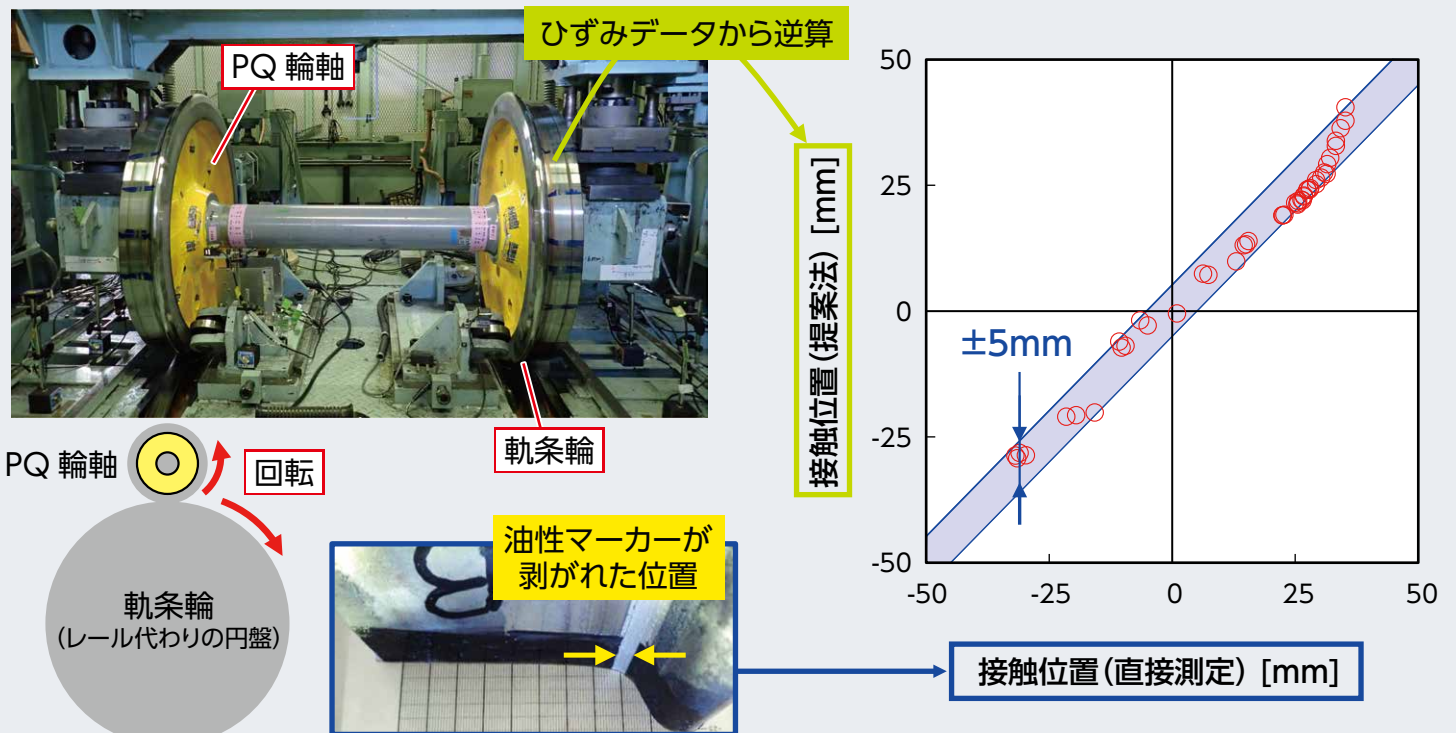 PQ 輪軸
ひずみデータから逆算
軌条輪
PQ 輪軸
回転
軌条輪
(レール代わりの円盤)
油性マーカーが
剥がれた位置
接触位置(提案法) [mm]
50
25
0
-25
-50
±5mm
-50
-25
0
25
50
接触位置(直接測定) [mm]